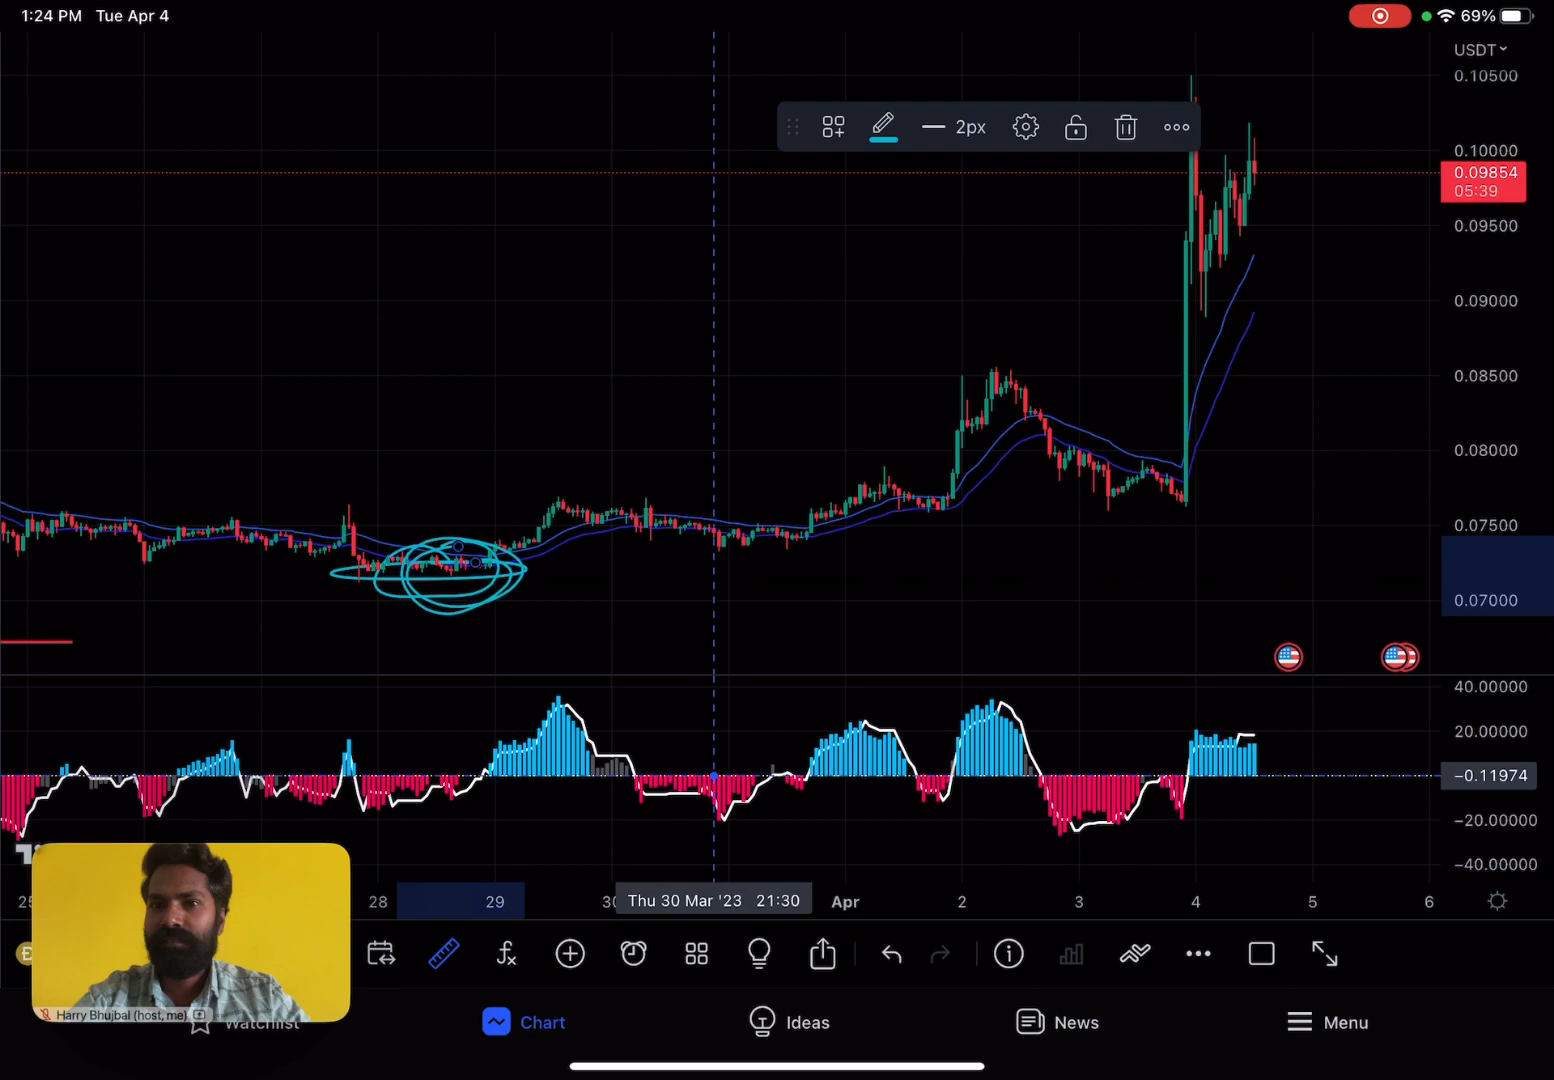 1:24 PM Tue Apr 4
69%
USDT
0.10500
2px
0.10000
0.09854
05:39
0.09500
0.09000
0.08500
0.08000
0.07500
0.07000
40.00000
20.00000
−0.11974
−20.00000
−40.00000
28 29 Thu 30 Mar '23 21:30 Apr 2 3 4 5 6
Harry Bhujbal (host, me)
Watchlist Chart Ideas News Menu